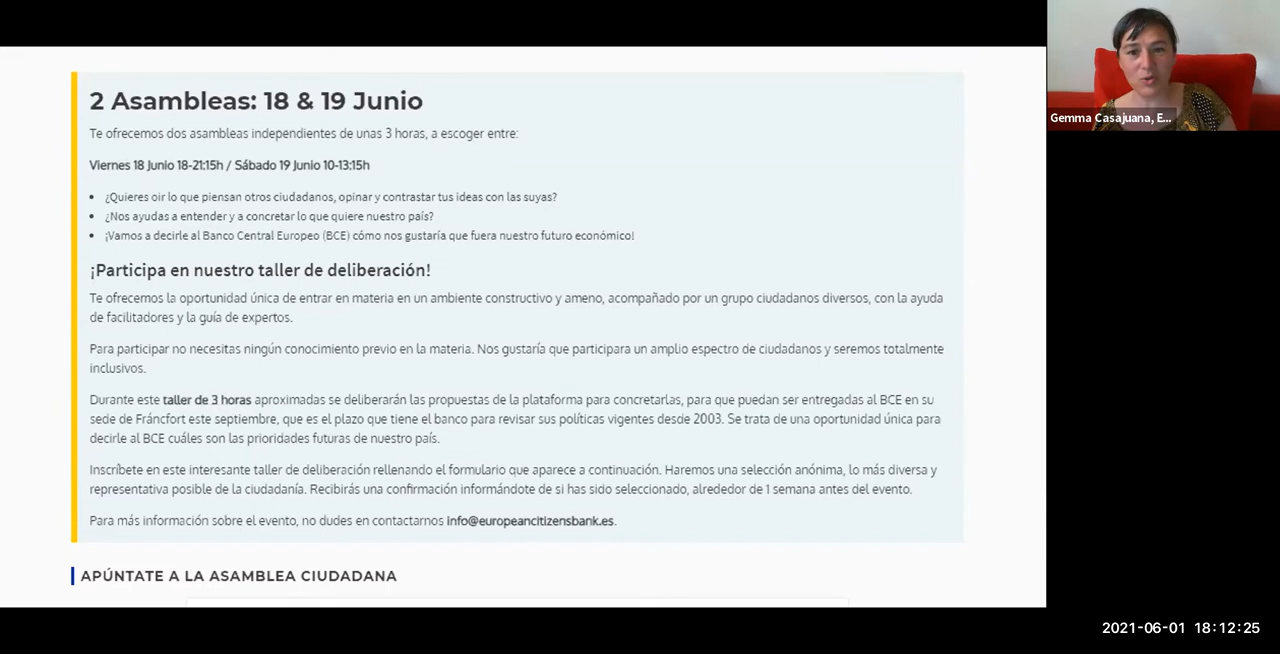 2 Asambleas: 18 & 19 Junio
Te ofrecemos dos asambleas independientes de unas 3 horas, a escoger entre:
Viernes 18 Junio 18-21:15h / Sábado 19 Junio 10-13:15h
• ¿Quieres oir lo que piensan otros ciudadanos, opinar y contrastar tus ideas con las suyas?
• ¿Nos ayudas a entender y a concretar lo que quiere nuestro país?
• ¡Vamos a decirle al Banco Central Europeo (BCE) cómo nos gustaría que fuera nuestro futuro económico!
¡Participa en nuestro taller de deliberación!
Te ofrecemos la oportunidad única de entrar en materia en un ambiente constructivo y ameno, acompañado por un grupo ciudadanos diversos, con la ayuda
de facilitadores y la guía de expertos.
Para participar no necesitas ningún conocimiento previo en la materia. Nos gustaría que participara un amplio espectro de ciudadanos y seremos totalmente
inclusivos.
Durante este taller de 3 horas aproximadas se deliberarán las propuestas de la plataforma para concretarlas, para que puedan ser entregadas al BCE en su
sede de Fráncfort este septiembre, que es el plazo que tiene el banco para revisar sus políticas vigentes desde 2003. Se trata de una oportunidad única para
decirle al BCE cuáles son las prioridades futuras de nuestro país.
Inscríbete en este interesante taller de deliberación rellenando el formulario que aparece a continuación. Haremos una selección anónima, lo más diversa y
representativa posible de la ciudadanía. Recibirás una confirmación informándote de si has sido seleccionado, alrededor de 1 semana antes del evento.
Para más información sobre el evento, no dudes en contactarnos info@europeancitizensbank.es.
APÚNTATE A LA ASAMBLEA CIUDADANA
Gemma Casajuana, E...
2021-06-01 18:12:25